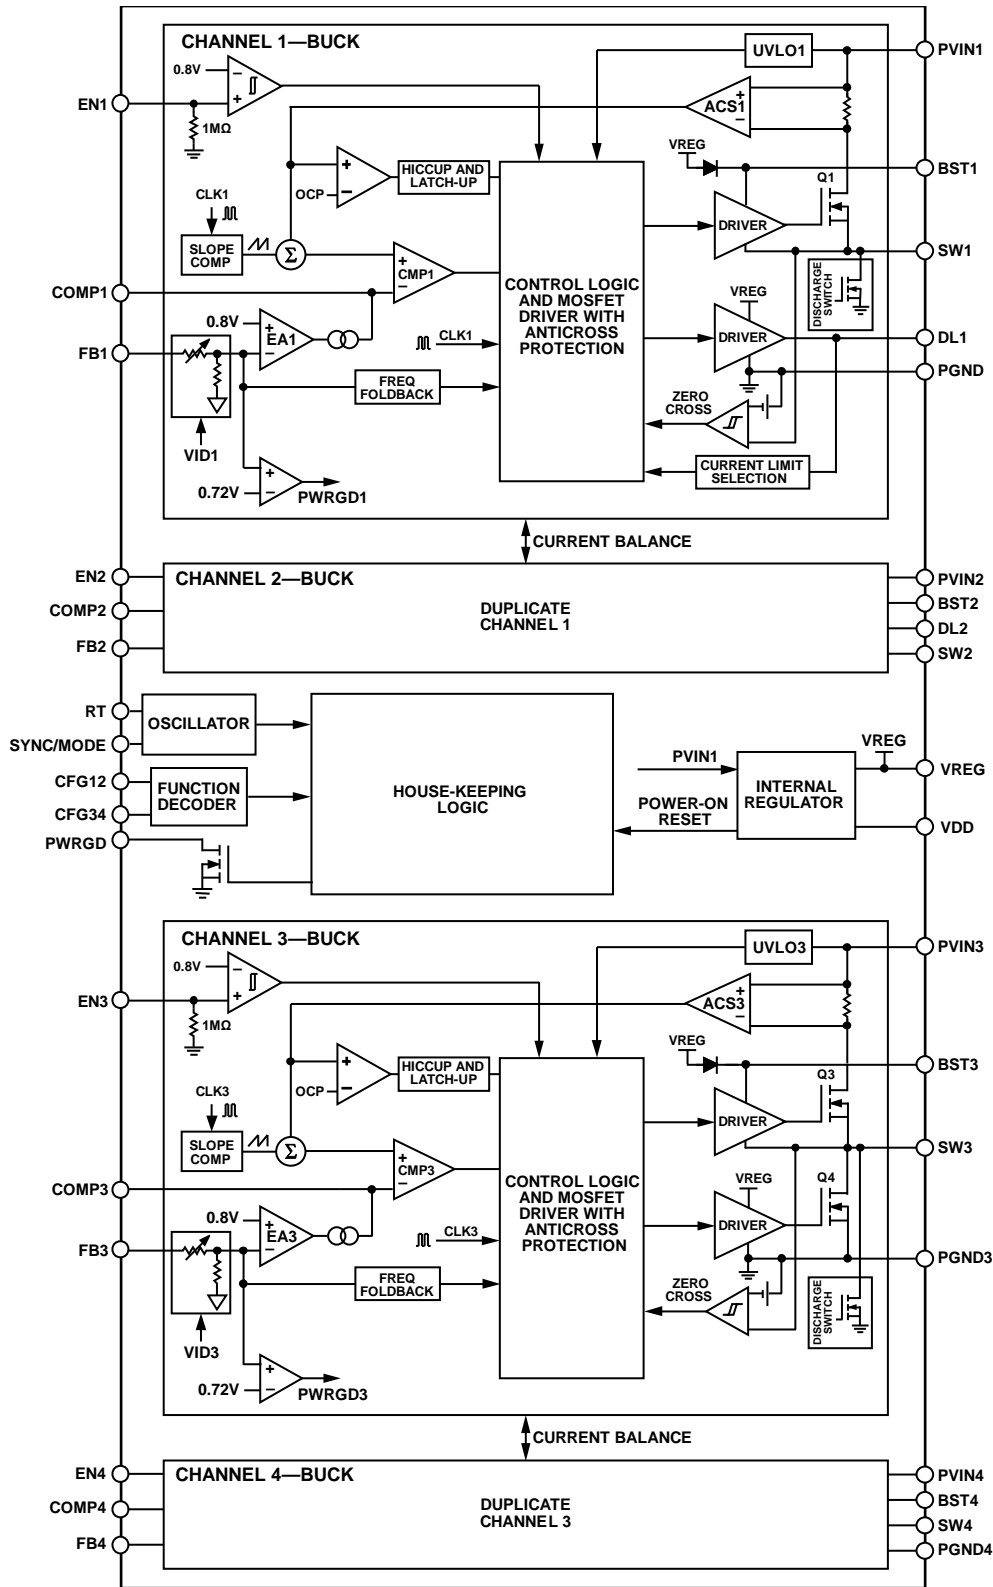 CHANNEL 1—BUCK
UVLO1
PVIN1
0.8V
−
+
EN1
1MΩ
ACS1
+
−
VREG
BST1
+
−
OCP
HICCUP AND
LATCH-UP
Q1
CLK1
DRIVER
SLOPE
COMP
Σ
+
−
CMP1
SW1
CONTROL LOGIC
AND MOSFET
DRIVER WITH
ANTICROSS
PROTECTION
DISCHARGE
SWITCH
COMP1
VREG
0.8V
+
−
EA1
CLK1
DRIVER
DL1
FB1
PGND
FREQ
FOLDBACK
ZERO
CROSS
VID1
CURRENT LIMIT
SELECTION
+
−
0.72V
PWRGD1
CURRENT BALANCE
EN2
CHANNEL 2—BUCK
PVIN2
COMP2
DUPLICATE
CHANNEL 1
BST2
DL2
FB2
SW2
RT
OSCILLATOR
SYNC/MODE
VREG
PVIN1
CFG12
FUNCTION
DECODER
HOUSE-KEEPING
LOGIC
INTERNAL
REGULATOR
VREG
CFG34
POWER-ON
RESET
VDD
PWRGD
CHANNEL 3—BUCK
UVLO3
PVIN3
0.8V
−
+
EN3
1MΩ
ACS3
+
−
VREG
BST3
+
−
OCP
HICCUP AND
LATCH-UP
Q3
CLK3
DRIVER
SLOPE
COMP
Σ
+
−
CMP3
SW3
CONTROL LOGIC
AND MOSFET
DRIVER WITH
ANTICROSS
PROTECTION
COMP3
VREG
Q4
0.8V
+
−
EA3
CLK3
DRIVER
FB3
PGND3
FREQ
FOLDBACK
ZERO
CROSS
DISCHARGE
SWITCH
VID3
+
−
0.72V
PWRGD3
CURRENT BALANCE
EN4
CHANNEL 4—BUCK
PVIN4
COMP4
DUPLICATE
CHANNEL 3
BST4
SW4
FB4
PGND4